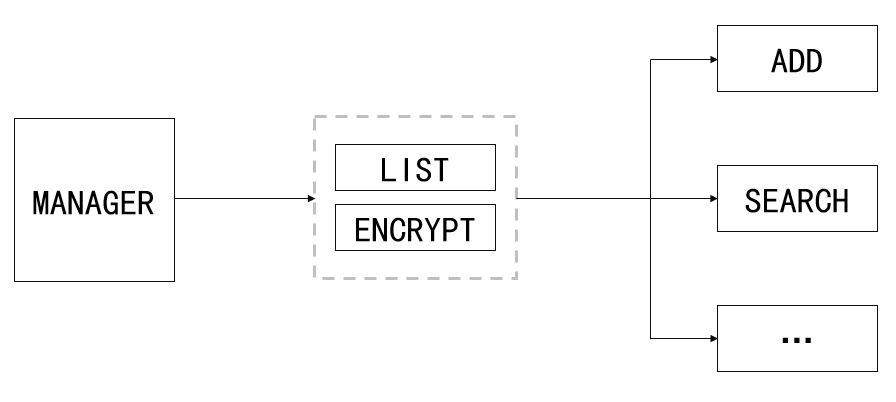 MANAGER
LIST
ENCRYPT
ADD
SEARCH
...